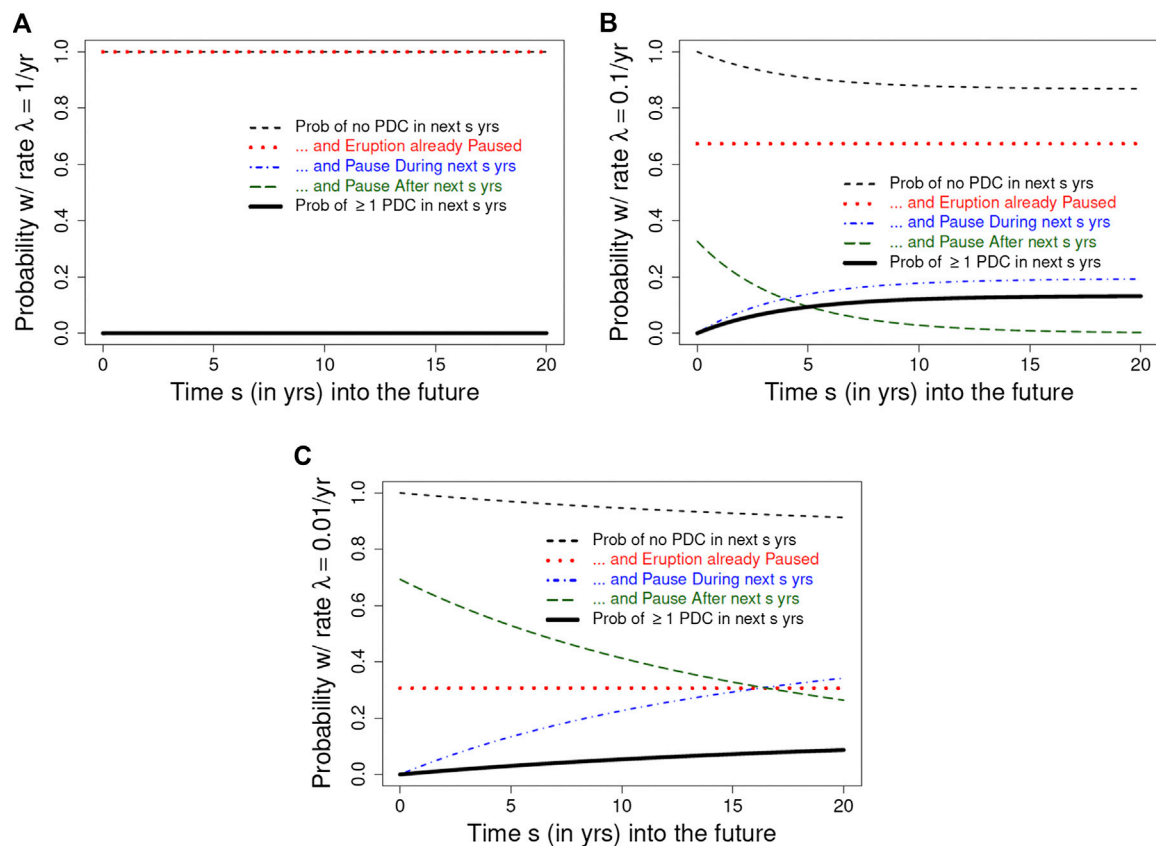 A
Probability w/ rate λ = 1/yr
1.0
0.8
0.6
0.4
0.2
0.0
Prob of no PDC in next s yrs
... and Eruption already Paused
... and Pause During next s yrs
... and Pause After next s yrs
Prob of ≥ 1 PDC in next s yrs
0 5 10 15 20
Time s (in yrs) into the future
B
Probability w/ rate λ = 0.1/yr
1.0
0.8
0.6
0.4
0.2
0.0
Prob of no PDC in next s yrs
... and Eruption already Paused
... and Pause During next s yrs
... and Pause After next s yrs
Prob of ≥ 1 PDC in next s yrs
0 5 10 15 20
Time s (in yrs) into the future
C
Probability w/ rate λ = 0.01/yr
1.0
0.8
0.6
0.4
0.2
0.0
Prob of no PDC in next s yrs
... and Eruption already Paused
... and Pause During next s yrs
... and Pause After next s yrs
Prob of ≥ 1 PDC in next s yrs
0 5 10 15 20
Time s (in yrs) into the future